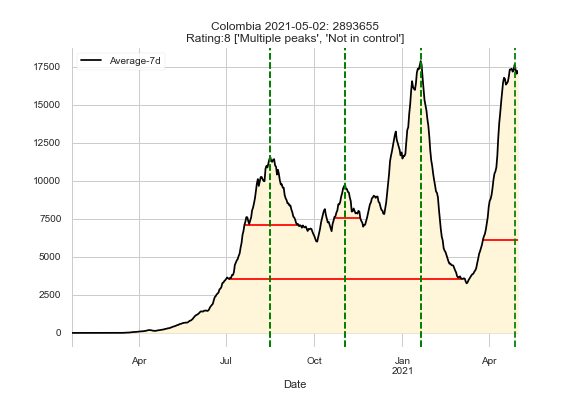 Colombia 2021-05-02: 2893655
Rating:8 ['Multiple peaks', 'Not in control']
Average-7d
17500
15000
12500
10000
7500
5000
2500
0
Apr
Jul
Oct
Jan
2021
Apr
Date